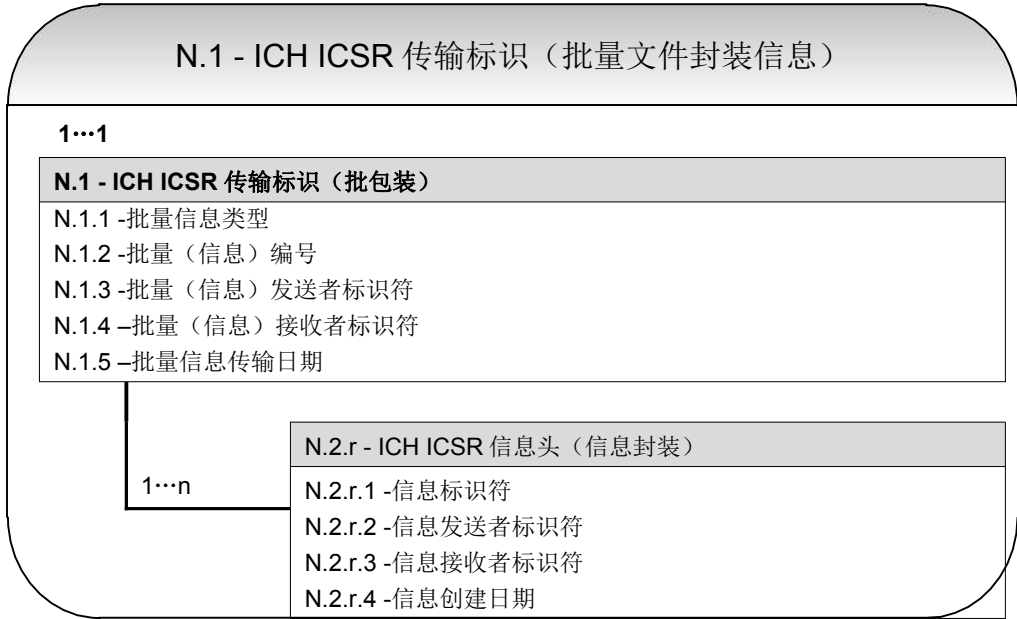 N.1 - ICH ICSR 传输标识（批量文件封装信息）
1…1
N.1 - ICH ICSR 传输标识（批包装）
N.1.1 -批量信息类型
N.1.2 -批量（信息）编号
N.1.3 -批量（信息）发送者标识符
N.1.4 –批量（信息）接收者标识符
N.1.5 –批量信息传输日期
1…n
N.2.r - ICH ICSR 信息头（信息封装）
N.2.r.1 -信息标识符
N.2.r.2 -信息发送者标识符
N.2.r.3 -信息接收者标识符
N.2.r.4 -信息创建日期